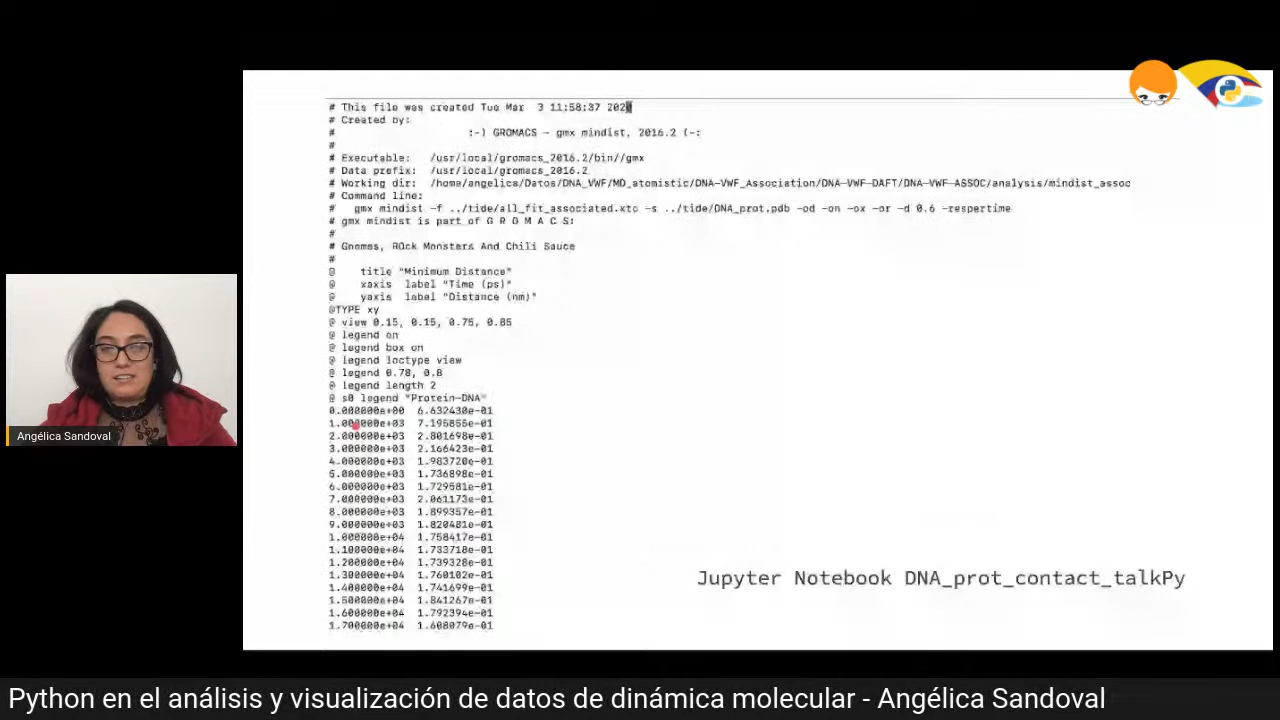 # This file was created Tue Mar  3 11:58:37 2020
# Created by:
#                     :-) GROMACS - gmx mindist, 2016.2 (-:
#
# Executable:   /usr/local/gromacs_2016.2/bin//gmx
# Data prefix:  /usr/local/gromacs_2016.2
# Working dir:  /home/angelica/Datos/DNA_VWF/MD_atomistic/DNA-VWF_Association/DNA-VWF-DAFT/DNA-VWF-ASSOC/analysis/mindist_assoc
# Command line:
#   gmx mindist -f ../tide/all_fit_associated.xtc -s ../tide/DNA_prot.pdb -od -on -ox -or -d 0.6 -respertime
# gmx mindist is part of G R O M A C S:
#
# Gnomes, ROck Monsters And Chili Sauce
#
@    title "Minimum Distance"
@    xaxis  label "Time (ps)"
@    yaxis  label "Distance (nm)"
@TYPE xy
@ view 0.15, 0.15, 0.75, 0.85
@ legend on
@ legend box on
@ legend loctype view
@ legend 0.78, 0.8
@ legend length 2
@ s0 legend "Protein-DNA"
0.000000e+00  6.632430e-01
1.000000e+03  7.195855e-01
2.000000e+03  2.801698e-01
3.000000e+03  2.166423e-01
4.000000e+03  1.983720e-01
5.000000e+03  1.736898e-01
6.000000e+03  1.729581e-01
7.000000e+03  2.061173e-01
8.000000e+03  1.899357e-01
9.000000e+03  1.820481e-01
1.000000e+04  1.758417e-01
1.100000e+04  1.733718e-01
1.200000e+04  1.739328e-01
1.300000e+04  1.760102e-01
1.400000e+04  1.741699e-01
1.500000e+04  1.841267e-01
1.600000e+04  1.792394e-01
1.700000e+04  1.608079e-01
Jupyter Notebook DNA_prot_contact_talkPy
Angélica Sandoval
Python en el análisis y visualización de datos de dinámica molecular - Angélica Sandoval